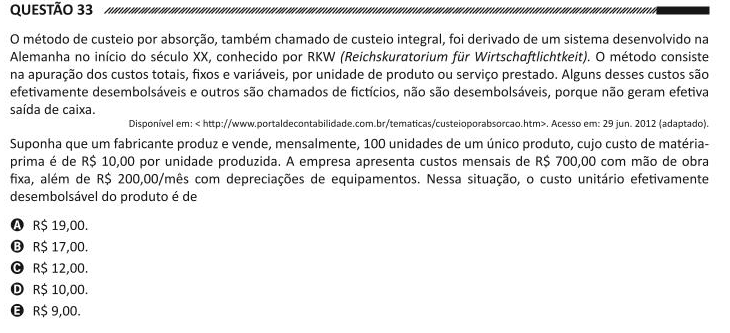 QUESTÃO 33
O método de custeio por absorção, também chamado de custeio integral, foi derivado de um sistema desenvolvido na
Alemanha no início do século XX, conhecido por RKW (Reichskuratorium für Wirtschaftlichtkeit). O método consiste
na apuração dos custos totais, fixos e variáveis, por unidade de produto ou serviço prestado. Alguns desses custos são
efetivamente desembolsáveis e outros são chamados de fictícios, não são desembolsáveis, porque não geram efetiva
saída de caixa.
Disponível em: < http://www.portaldecontabilidade.com.br/tematicas/custeioporabsorcao.htm>. Acesso em: 29 jun. 2012 (adaptado).
Suponha que um fabricante produz e vende, mensalmente, 100 unidades de um único produto, cujo custo de matéria-
prima é de R$ 10,00 por unidade produzida. A empresa apresenta custos mensais de R$ 700,00 com mão de obra
fixa, além de R$ 200,00/mês com depreciações de equipamentos. Nessa situação, o custo unitário efetivamente
desembolsável do produto é de
A R$ 19,00.
B R$ 17,00.
C R$ 12,00.
D R$ 10,00.
E R$ 9,00.